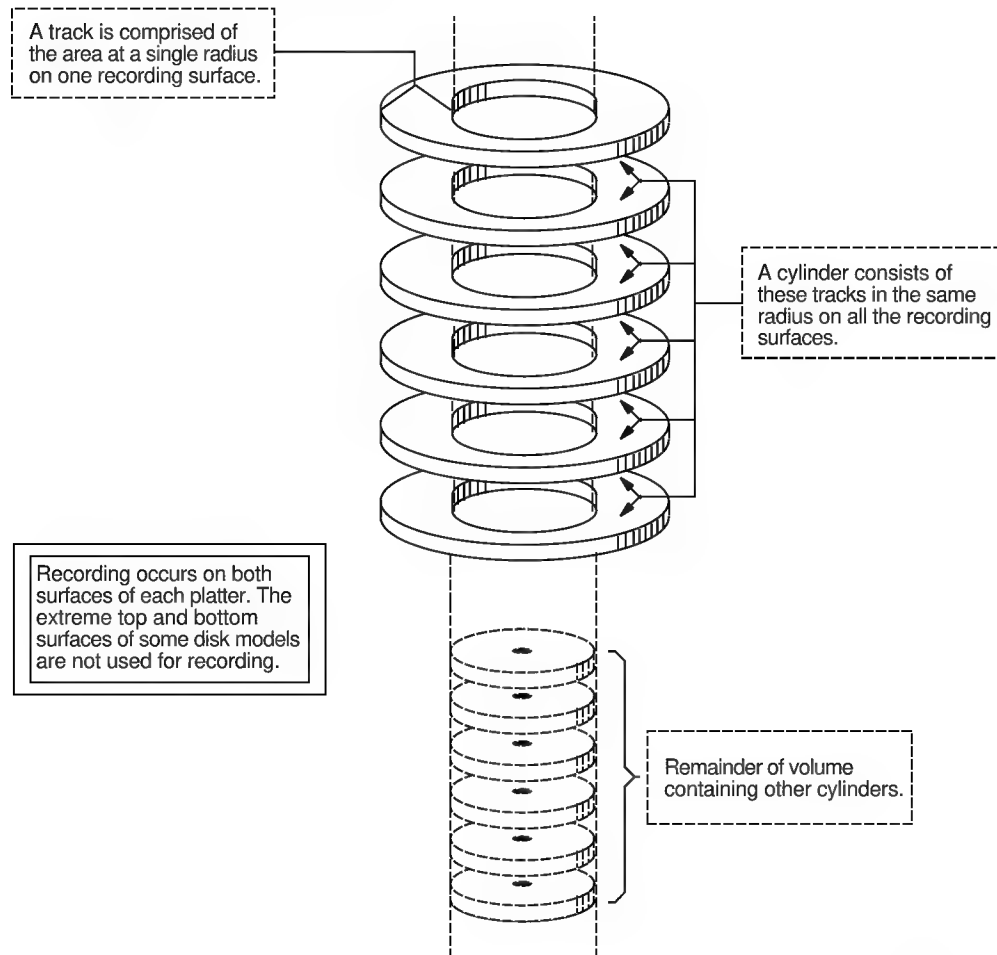 A track is comprised of
the area at a single radius
on one recording surface.
A cylinder consists of
these tracks in the same
radius on all the recording
surfaces.
Recording occurs on both
surfaces of each platter. The
extreme top and bottom
surfaces of some disk models
are not used for recording.
Remainder of volume
containing other cylinders.